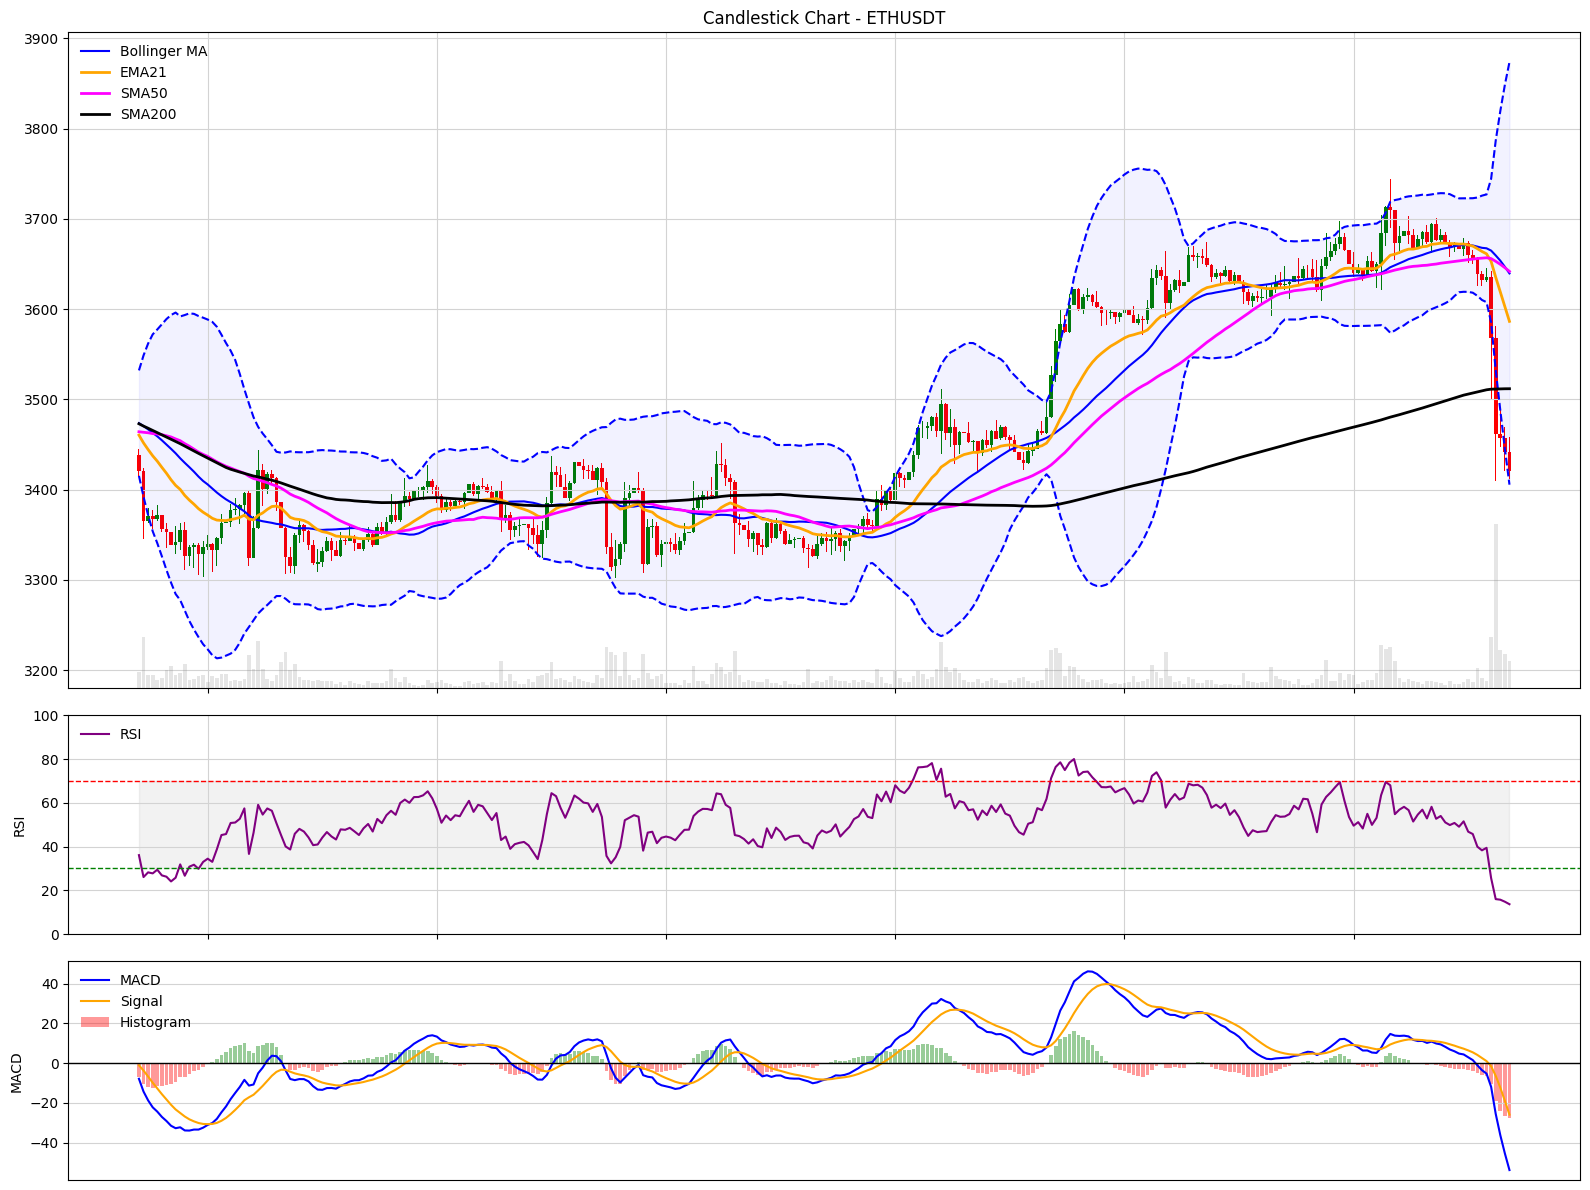 Candlestick Chart - ETHUSDT
3900
3800
3700
3600
3500
3400
3300
3200
Bollinger MA
EMA21
SMA50
SMA200
100
80
60
40
20
0
RSI
RSI
40
20
0
−20
−40
MACD
MACD
Signal
Histogram